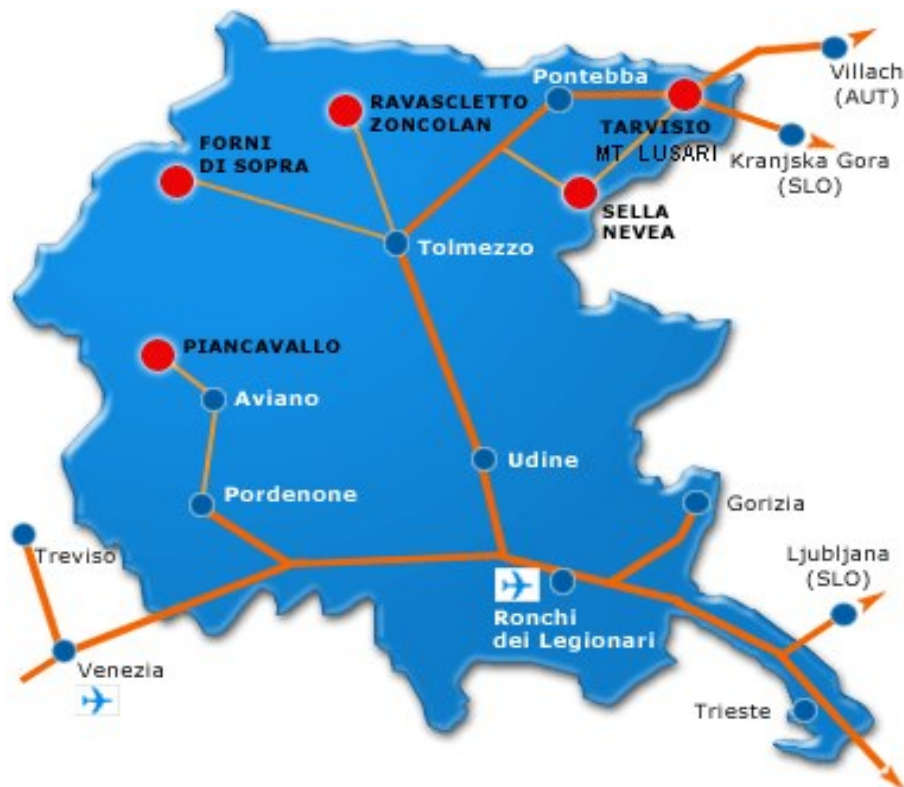 Pontebba
Villach
(AUT)
RAVASCLETTO
ZONCOLAN
TARVISIO
MT LUSARI
Kranjska Gora
(SLO)
FORNI
DI SOPRA
SELLA
NEVEA
Tolmezzo
PIANCAVALLO
Aviano
Udine
Pordenone
Gorizia
Treviso
Ljubljana
(SLO)
Ronchi
dei Legionari
Venezia
Trieste